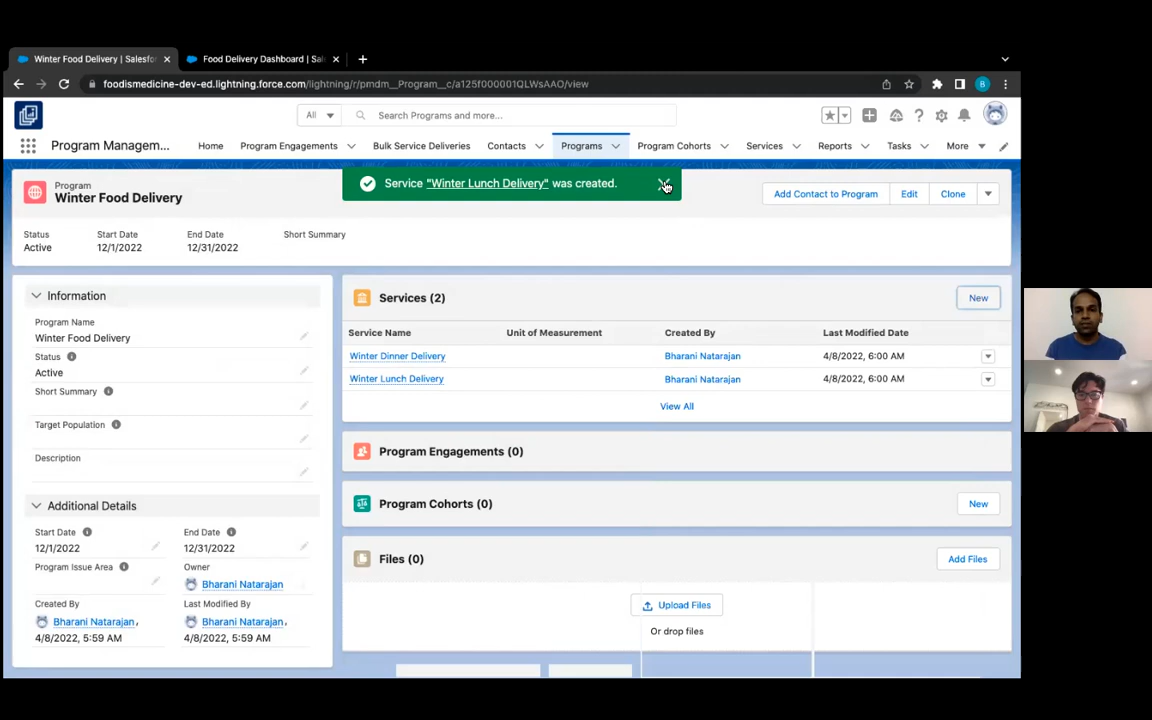 Winter Food Delivery | Salesfo
Food Delivery Dashboard | Sal
foodismedicine-dev-ed.lightning.force.com/lightning/r/pmdm__Program__c/a125f000001QLWsAAO/view
B
All
Search Programs and more...
Program Managem...
Home
Program Engagements
Bulk Service Deliveries
Contacts
Programs
Program Cohorts
Services
Reports
Tasks
More
Service "Winter Lunch Delivery" was created.
Program
Winter Food Delivery
Add Contact to Program
Edit
Clone
Status
Start Date
End Date
Short Summary
Active
12/1/2022
12/31/2022
Information
Program Name
Winter Food Delivery
Status
Active
Short Summary
Target Population
Description
Additional Details
Start Date
End Date
12/1/2022
12/31/2022
Program Issue Area
Owner
Bharani Natarajan
Created By
Last Modified By
Bharani Natarajan,
Bharani Natarajan,
4/8/2022, 5:59 AM
4/8/2022, 5:59 AM
Services (2)
New
Service Name
Unit of Measurement
Created By
Last Modified Date
Winter Dinner Delivery
Bharani Natarajan
4/8/2022, 6:00 AM
Winter Lunch Delivery
Bharani Natarajan
4/8/2022, 6:00 AM
View All
Program Engagements (0)
Program Cohorts (0)
New
Files (0)
Add Files
Upload Files
Or drop files